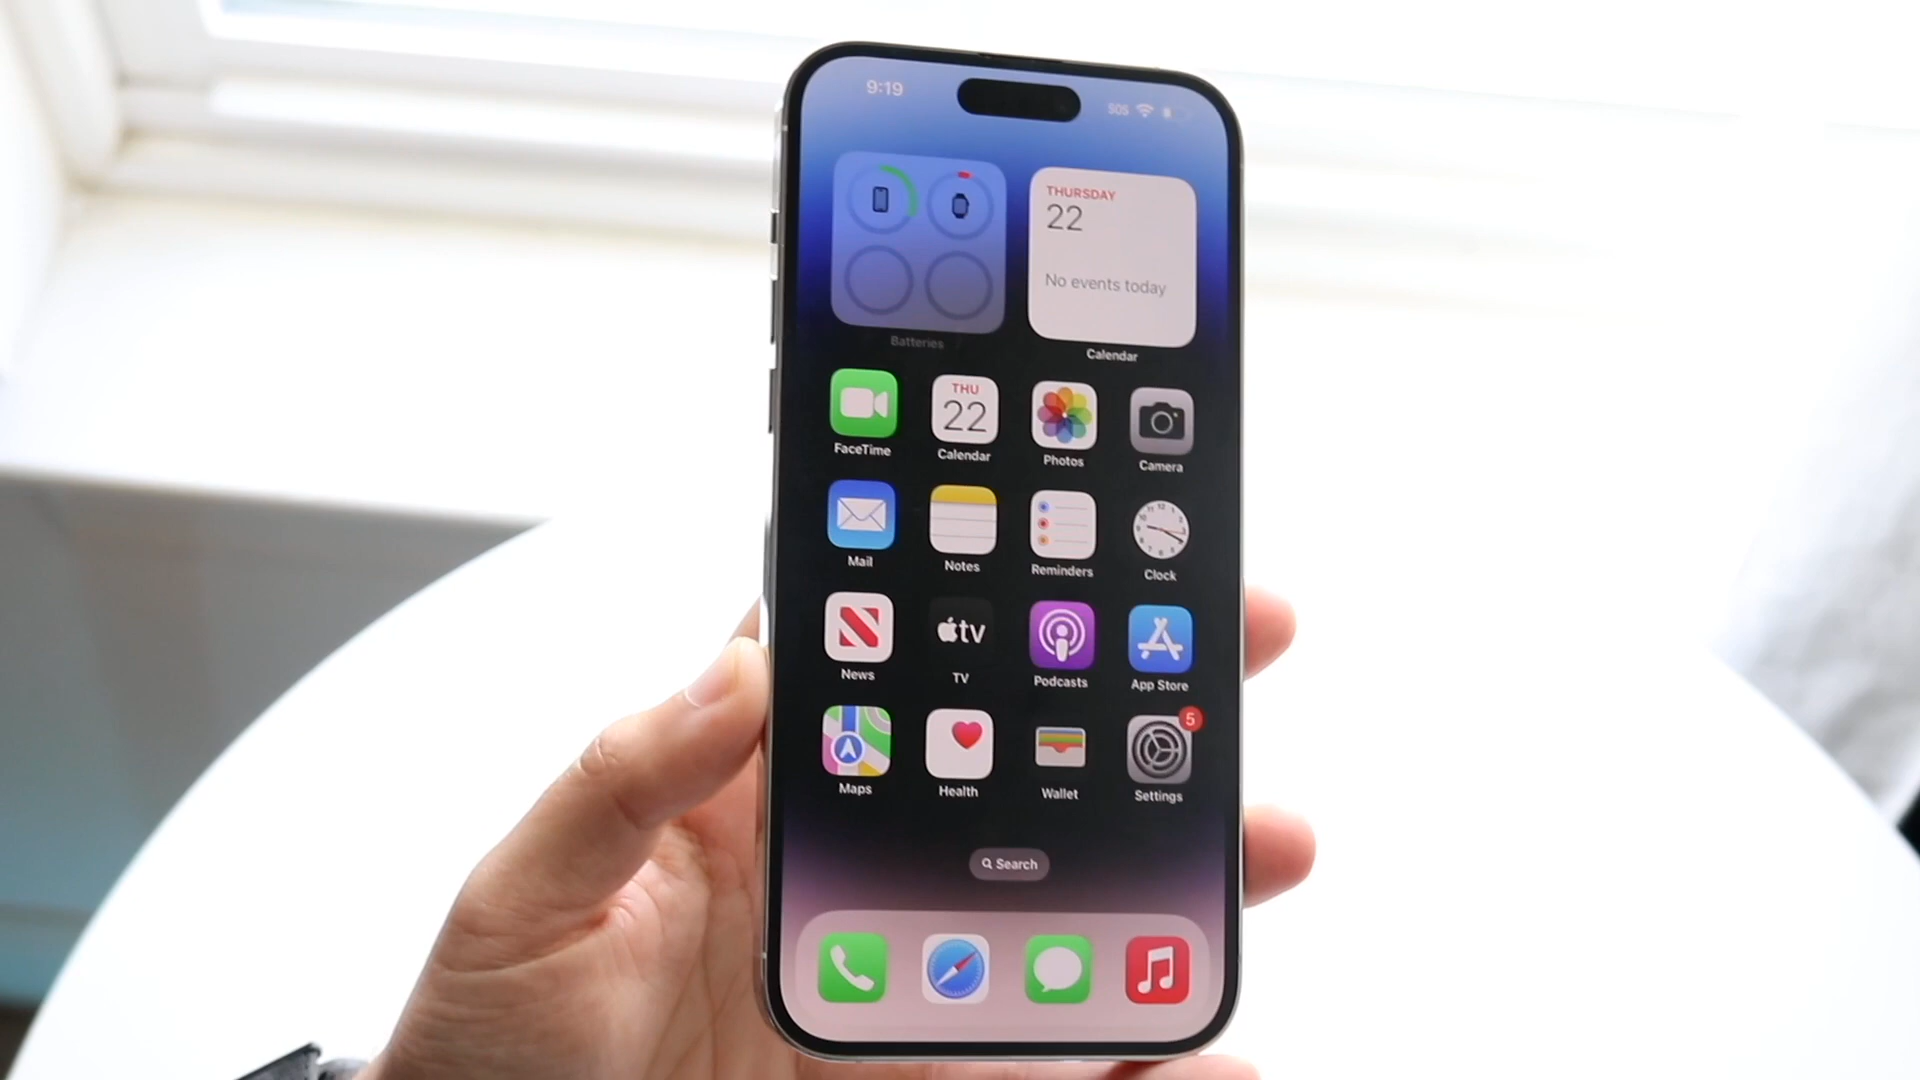 9:19
SOS
THURSDAY
22
No events today
Batteries
Calendar
THU
22
FaceTime
Calendar
Photos
Camera
Mail
Notes
Reminders
Clock
tv
News
TV
Podcasts
App Store
5
Maps
Health
Wallet
Settings
Search